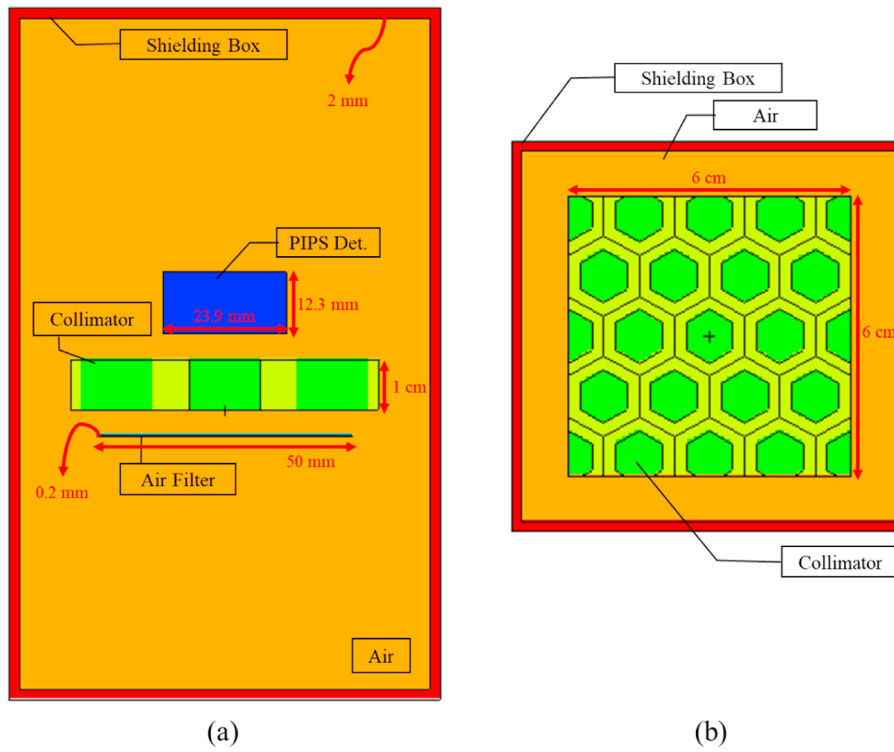 Shielding Box
2 mm
PIPS Det.
23.9 mm
12.3 mm
Collimator
1 cm
50 mm
Air Filter
0.2 mm
Air
(a)
Shielding Box
Air
6 cm
6 cm
Collimator
(b)